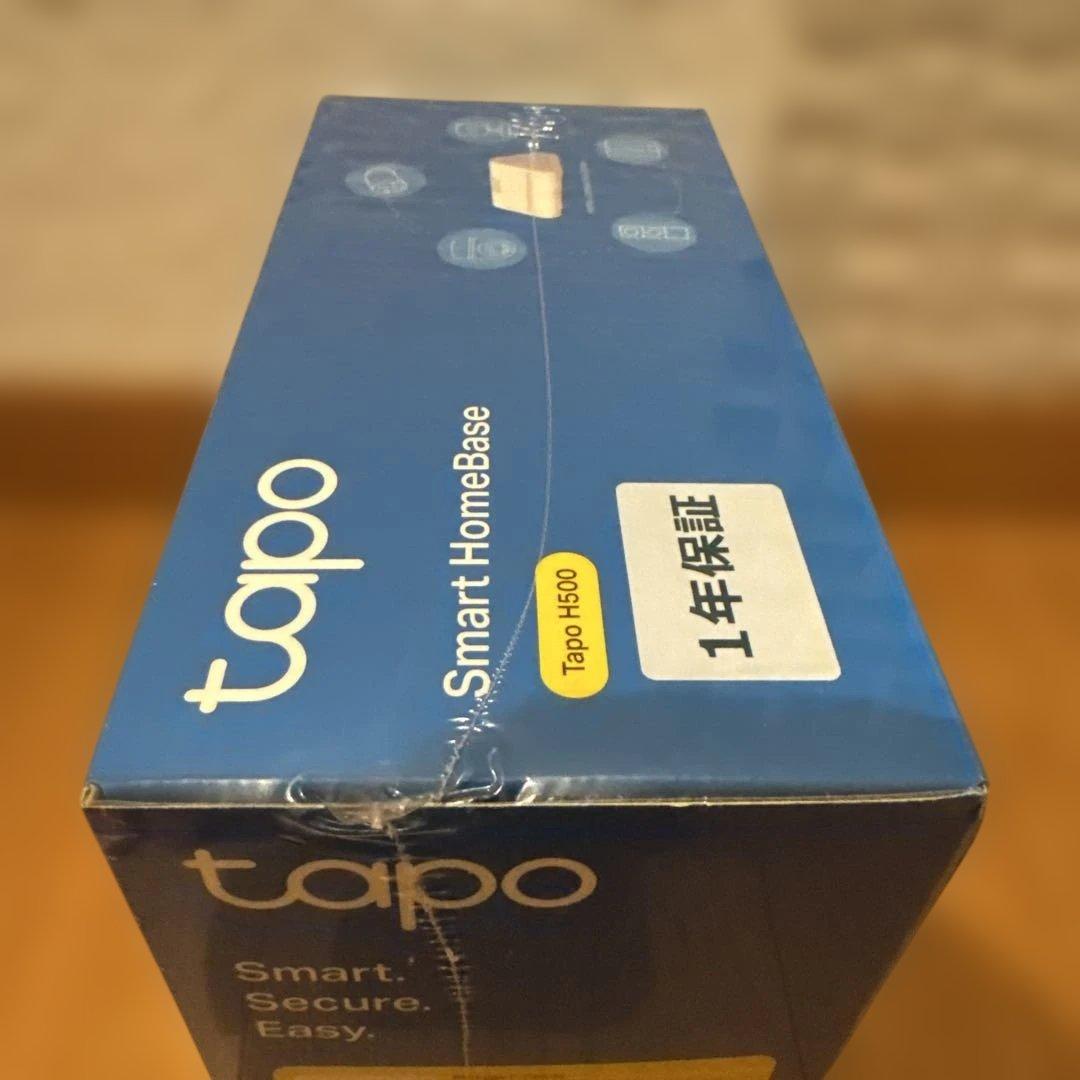 tapo
Smart HomeBase
Tapo H500
1年保証
tapo
Smart.
Secure.
Easy.